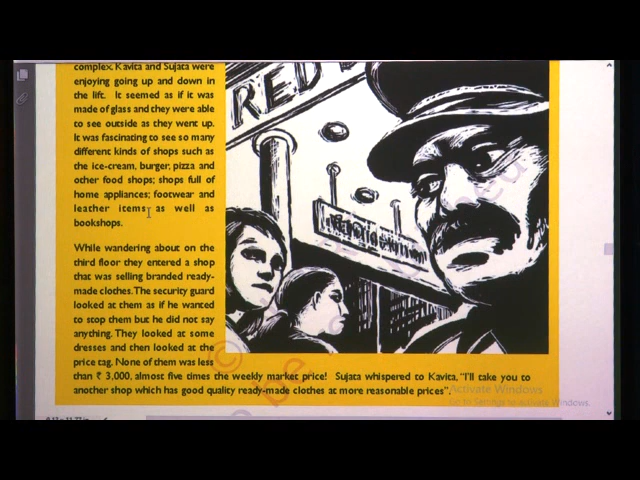 complex. Kavita and Sujata were
enjoying going up and down in
the lift. It seemed as if it was
made of glass and they were able
to see outside as they went up.
It was fascinating to see so many
different kinds of shops such as
the ice-cream, burger, pizza and
other food shops; shops full of
home appliances; footwear and
leather items as well as
bookshops.
While wandering about on the
third floor they entered a shop
that was selling branded ready-
made clothes. The security guard
looked at them as if he wanted
to stop them but he did not say
anything. They looked at some
dresses and then looked at the
price tag. None of them was less
than ₹ 3,000, almost five times the weekly market price! Sujata whispered to Kavita, "I'll take you to
another shop which has good quality ready-made clothes at more reasonable prices".
RED
Activate Windows
Go to Settings to activate Windows.